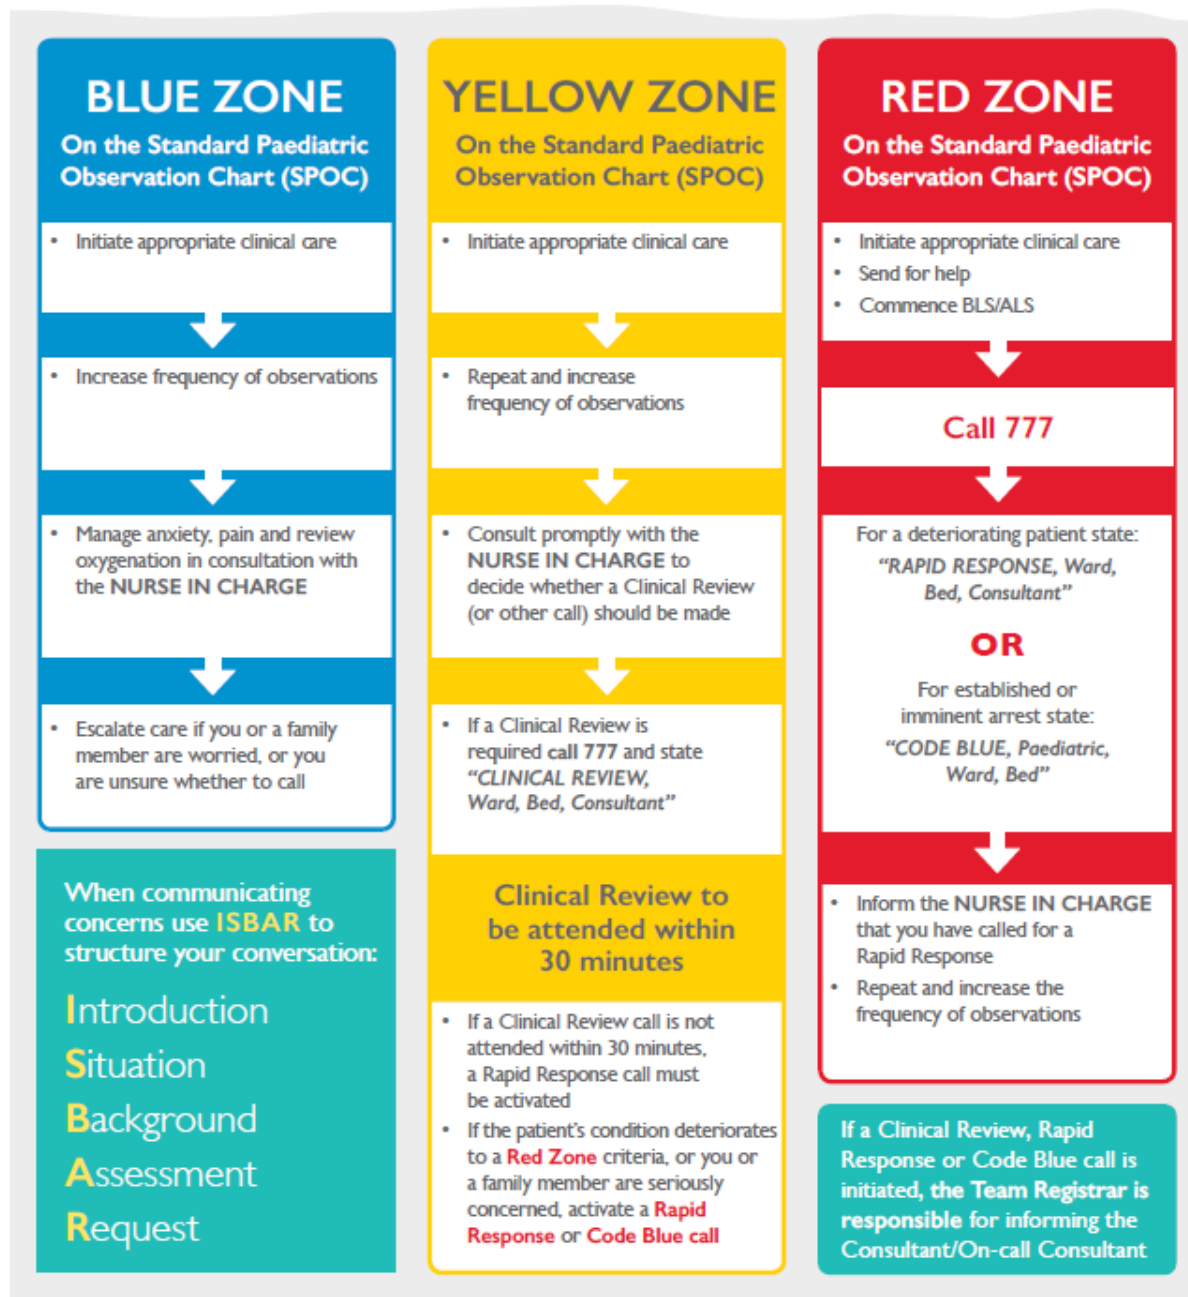 BLUE ZONE
On the Standard Paediatric
Observation Chart (SPOC)
• Initiate appropriate clinical care
• Increase frequency of observations
• Manage anxiety, pain and review
oxygenation in consultation with
the NURSE IN CHARGE
• Escalate care if you or a family
member are worried, or you
are unsure whether to call
When communicating
concerns use ISBAR to
structure your conversation:
Introduction
Situation
Background
Assessment
Request
YELLOW ZONE
On the Standard Paediatric
Observation Chart (SPOC)
• Initiate appropriate clinical care
• Repeat and increase
frequency of observations
• Consult promptly with the
NURSE IN CHARGE to
decide whether a Clinical Review
(or other call) should be made
• If a Clinical Review is
required call 777 and state
“CLINICAL REVIEW,
Ward, Bed, Consultant”
Clinical Review to
be attended within
30 minutes
• If a Clinical Review call is not
attended within 30 minutes,
a Rapid Response call must
be activated
• If the patient’s condition deteriorates
to a Red Zone criteria, or you or
a family member are seriously
concerned, activate a Rapid
Response or Code Blue call
RED ZONE
On the Standard Paediatric
Observation Chart (SPOC)
• Initiate appropriate clinical care
• Send for help
• Commence BLS/ALS
Call 777
For a deteriorating patient state:
“RAPID RESPONSE, Ward,
Bed, Consultant”
OR
For established or
imminent arrest state:
“CODE BLUE, Paediatric,
Ward, Bed”
• Inform the NURSE IN CHARGE
that you have called for a
Rapid Response
• Repeat and increase the
frequency of observations
If a Clinical Review, Rapid
Response or Code Blue call is
initiated, the Team Registrar is
responsible for informing the
Consultant/On-call Consultant